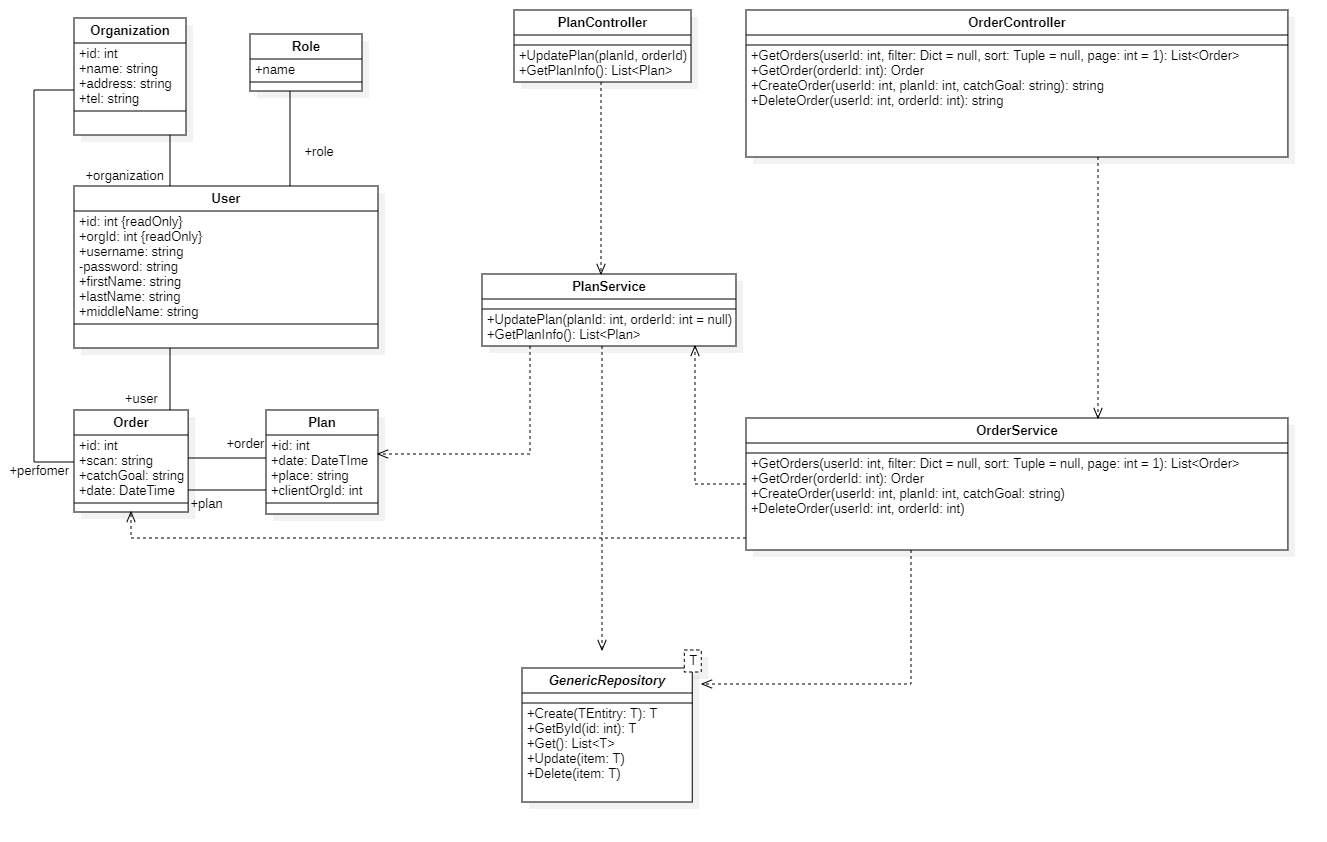 Organization
+id: int
+name: string
+address: string
+tel: string
Role
+name
+role
+organization
User
+id: int {readOnly}
+orgId: int {readOnly}
+username: string
-password: string
+firstName: string
+lastName: string
+middleName: string
+user
Order
+id: int
+scan: string
+catchGoal: string
+date: DateTime
+perfomer
+order
+plan
Plan
+id: int
+date: DateTIme
+place: string
+clientOrgId: int
PlanController
+UpdatePlan(planId, orderId)
+GetPlanInfo(): List<Plan>
OrderController
+GetOrders(userId: int, filter: Dict = null, sort: Tuple = null, page: int = 1): List<Order>
+GetOrder(orderId: int): Order
+CreateOrder(userId: int, planId: int, catchGoal: string): string
+DeleteOrder(userId: int, orderId: int): string
PlanService
+UpdatePlan(planId: int, orderId: int = null)
+GetPlanInfo(): List<Plan>
OrderService
+GetOrders(userId: int, filter: Dict = null, sort: Tuple = null, page: int = 1): List<Order>
+GetOrder(orderId: int): Order
+CreateOrder(userId: int, planId: int, catchGoal: string)
+DeleteOrder(userId: int, orderId: int)
T
GenericRepository
+Create(TEntitry: T): T
+GetById(id: int): T
+Get(): List<T>
+Update(item: T)
+Delete(item: T)